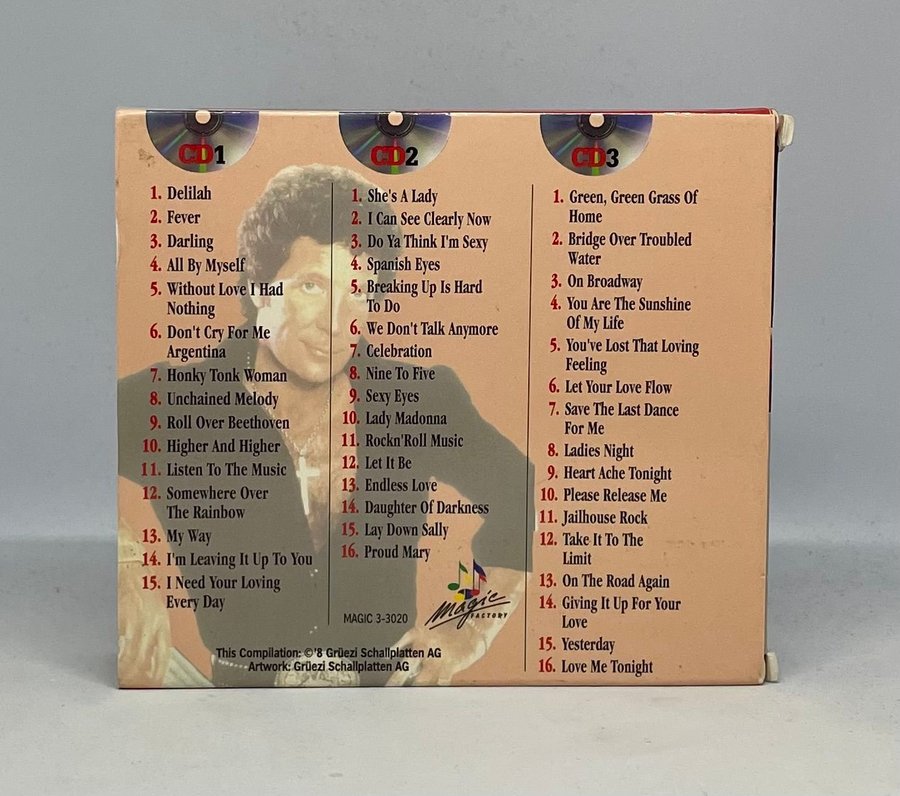 CD1
1. Delilah
2. Fever
3. Darling
4. All By Myself
5. Without Love I Had
Nothing
6. Don't Cry For Me
Argentina
7. Honky Tonk Woman
8. Unchained Melody
9. Roll Over Beethoven
10. Higher And Higher
11. Listen To The Music
12. Somewhere Over
The Rainbow
13. My Way
14. I'm Leaving It Up To You
15. I Need Your Loving
Every Day
CD2
1. She's A Lady
2. I Can See Clearly Now
3. Do Ya Think I'm Sexy
4. Spanish Eyes
5. Breaking Up Is Hard
To Do
6. We Don't Talk Anymore
7. Celebration
8. Nine To Five
9. Sexy Eyes
10. Lady Madonna
11. Rockn'Roll Music
12. Let It Be
13. Endless Love
14. Daughter Of Darkness
15. Lay Down Sally
16. Proud Mary
MAGIC 3-3020
Magic
FACTORY
CD3
1. Green, Green Grass Of
Home
2. Bridge Over Troubled
Water
3. On Broadway
4. You Are The Sunshine
Of My Life
5. You've Lost That Loving
Feeling
6. Let Your Love Flow
7. Save The Last Dance
For Me
8. Ladies Night
9. Heart Ache Tonight
10. Please Release Me
11. Jailhouse Rock
12. Take It To The
Limit
13. On The Road Again
14. Giving It Up For Your
Love
15. Yesterday
16. Love Me Tonight
This Compilation: ©'8 Grüezi Schallplatten AG
Artwork: Grüezi Schallplatten AG